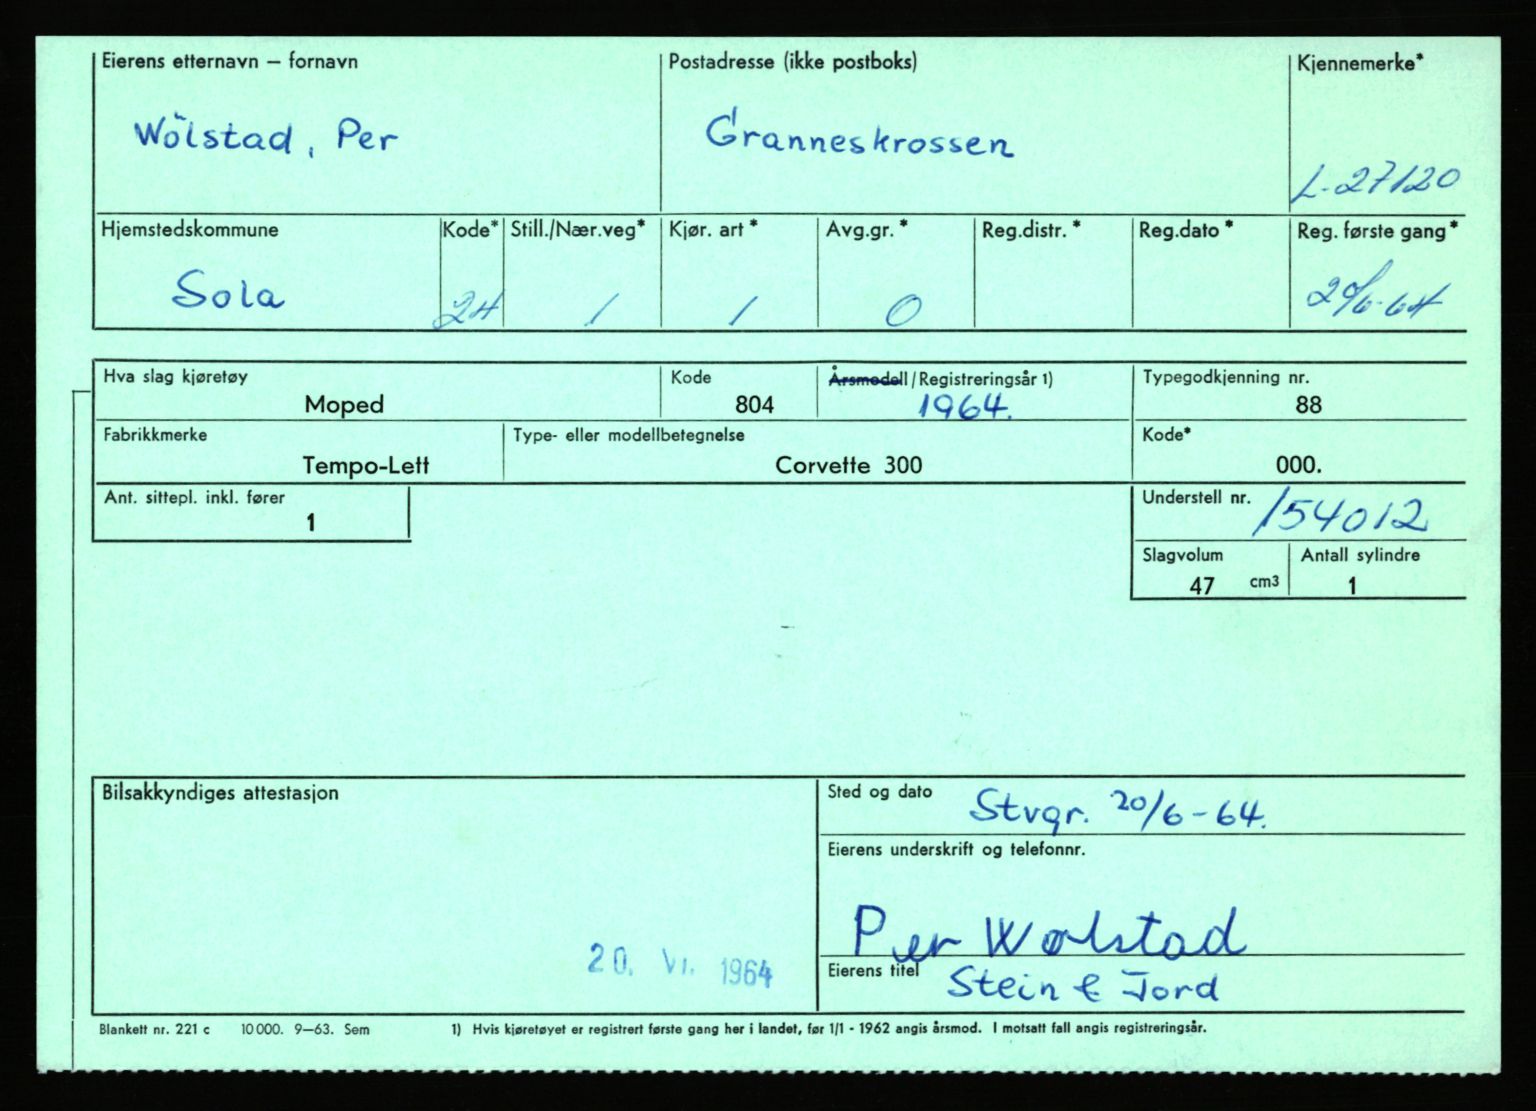 Eierens etternavn — fornavn
Postadresse (ikke postboks)
Kjennemerke*
Wölstad, Per
Granneskrossen
L-27120
Hjemstedskommune
Kode*
Still./Nær.veg*
Kjør. art *
Avg.gr. *
Reg.distr. *
Reg.dato *
Reg. første gang*
Sola
24
1
1
0
20/6-64
Hva slag kjøretøy
Kode
Årsmodell/Registreringsår 1)
Typegodkjenning nr.
Moped
804
1964.
88
Fabrikkmerke
Type- eller modellbetegnelse
Kode*
Tempo-Lett
Corvette 300
000.
Ant. sittepl. inkl. fører
1
Understell nr. 154012
Slagvolum
Antall sylindre
47 cm3
1
Bilsakkyndiges attestasjon
Sted og dato
Stvgr. 20/6-64.
Eierens underskrift og telefonnr.
Per Wølstad
20. VI. 1964
Eierens titel
Stein & Jord
Blankett nr. 221 c 10 000. 9—63. Sem
1) Hvis kjøretøyet er registrert første gang her i landet, før 1/1 - 1962 angis årsmod. I motsatt fall angis registreringsår.